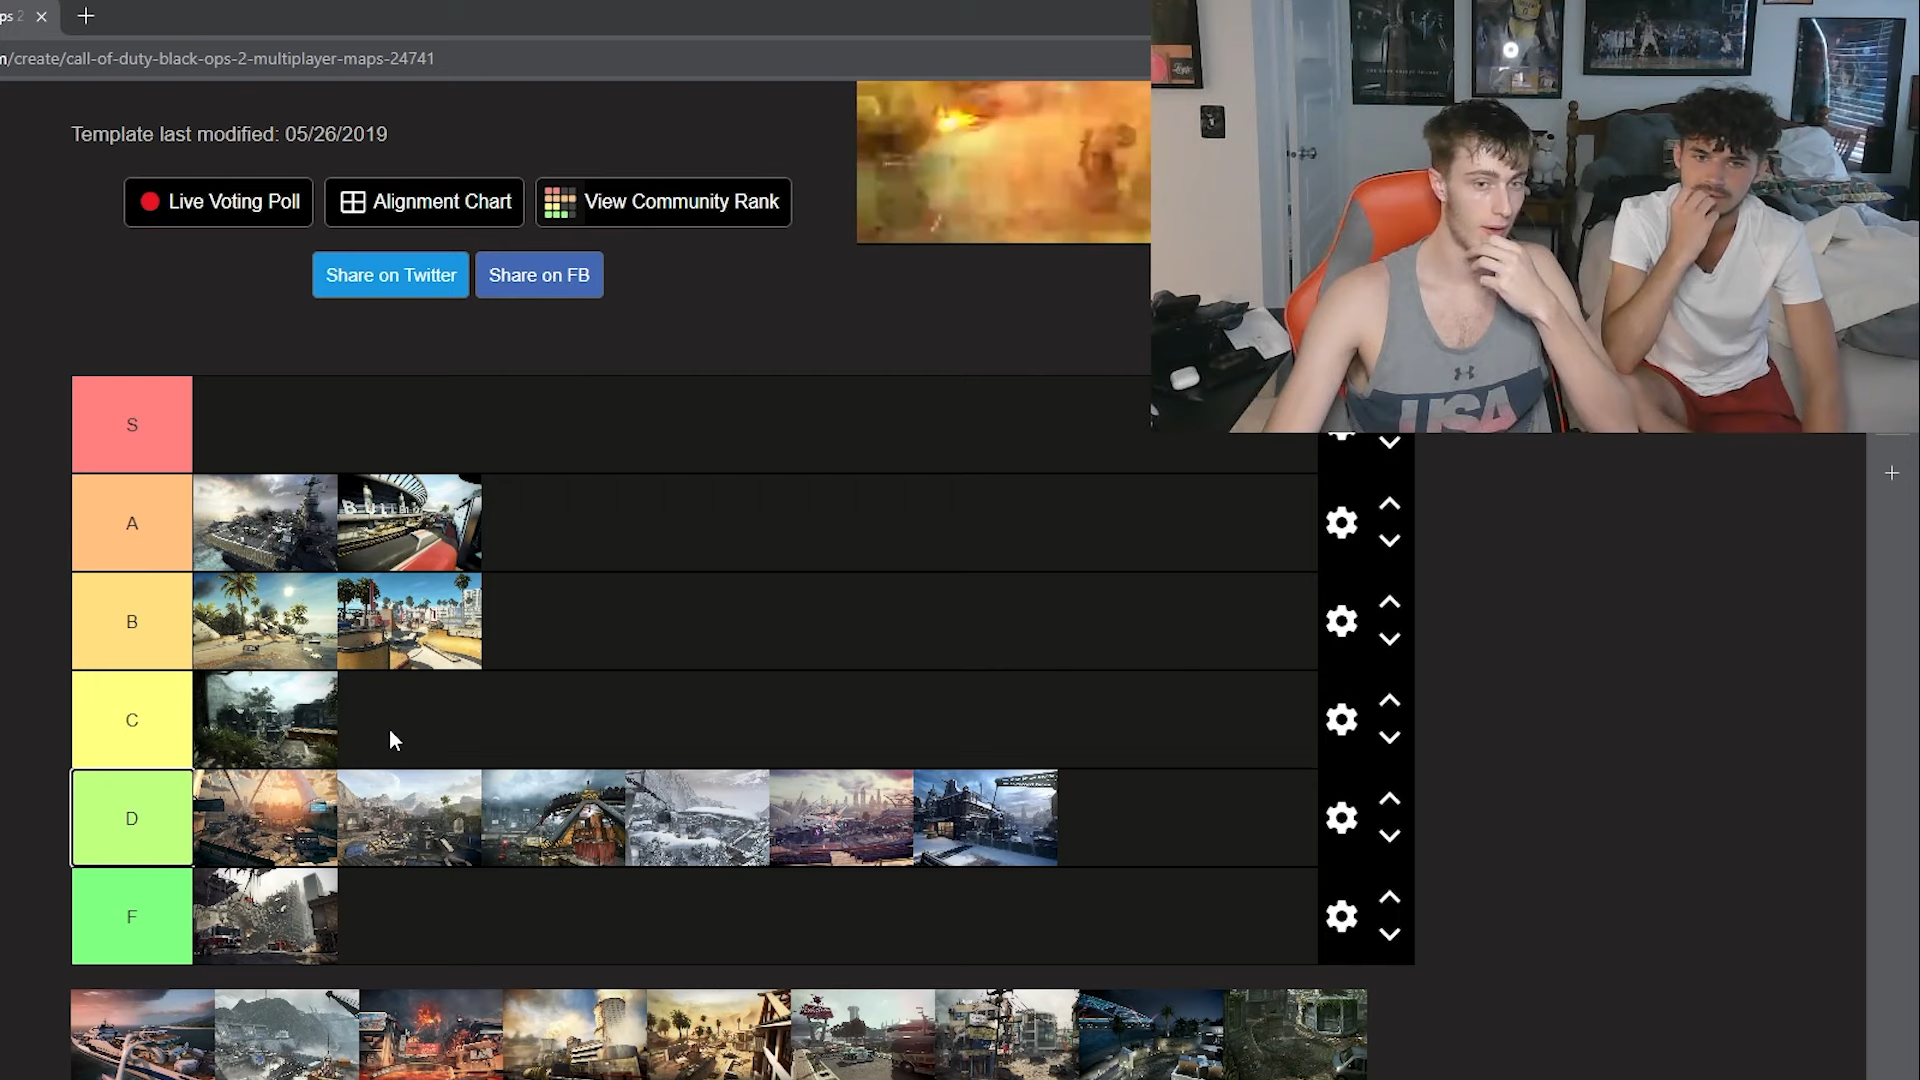 ps 2
/create/call-of-duty-black-ops-2-multiplayer-maps-24741
Template last modified: 05/26/2019
Live Voting Poll
Alignment Chart
View Community Rank
Share on Twitter
Share on FB
S
A
B
C
D
F
USA